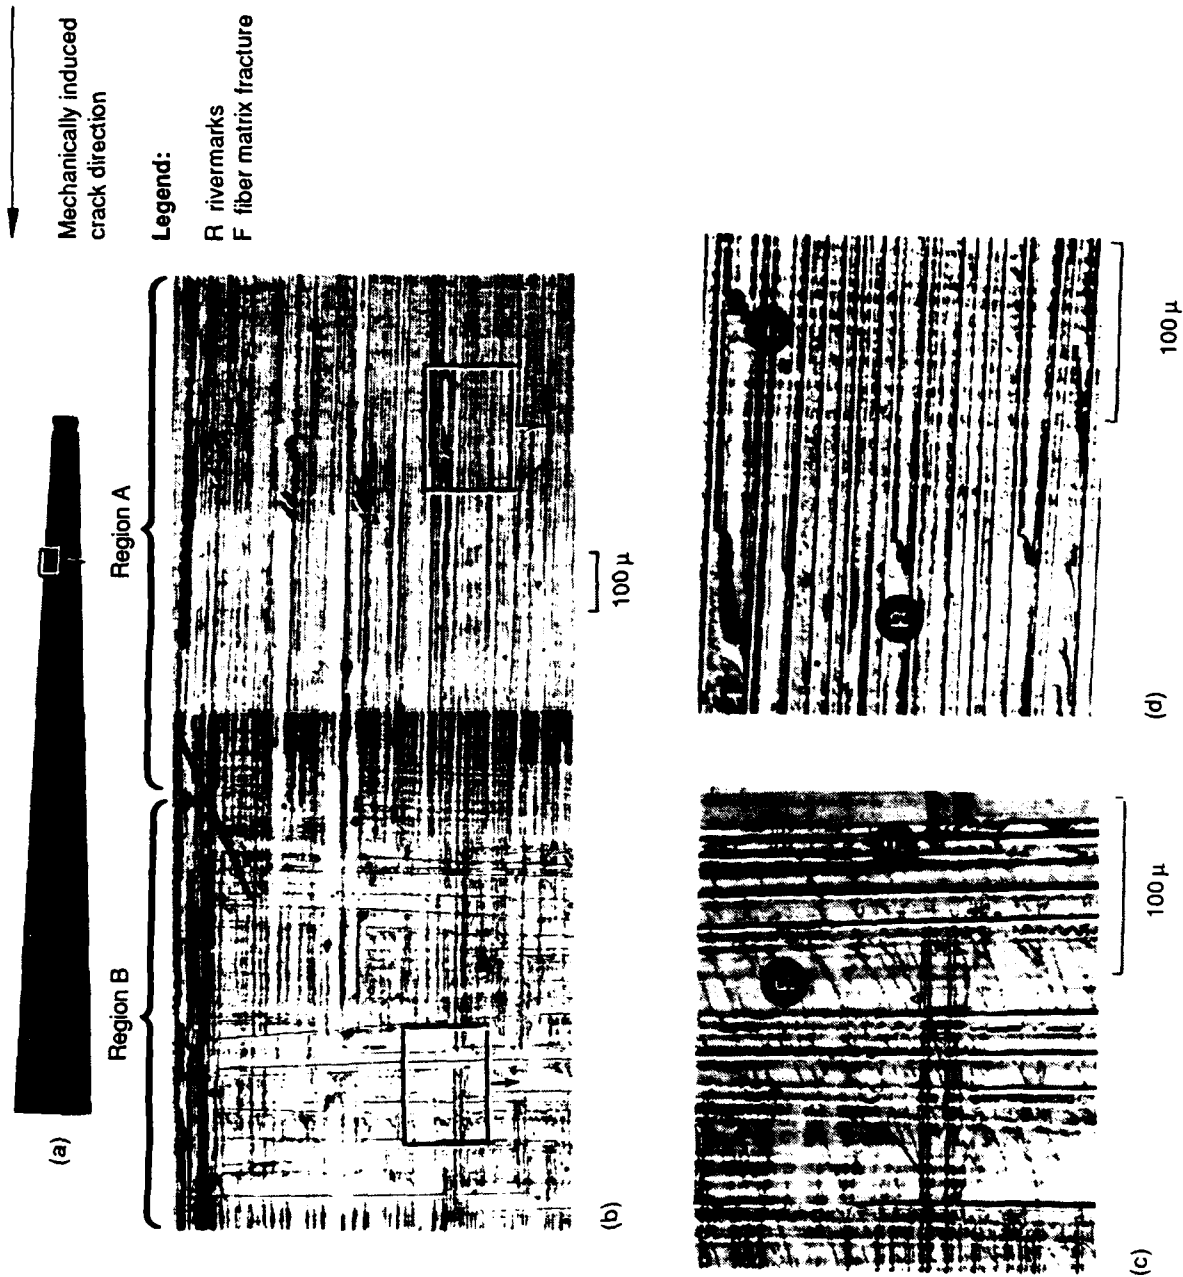 Mechanically induced
crack direction
Legend:
R rivermarks
F fiber matrix fracture
(a)
Region B
Region A
(b)
100 μ
(c)
100 μ
(d)
100 μ